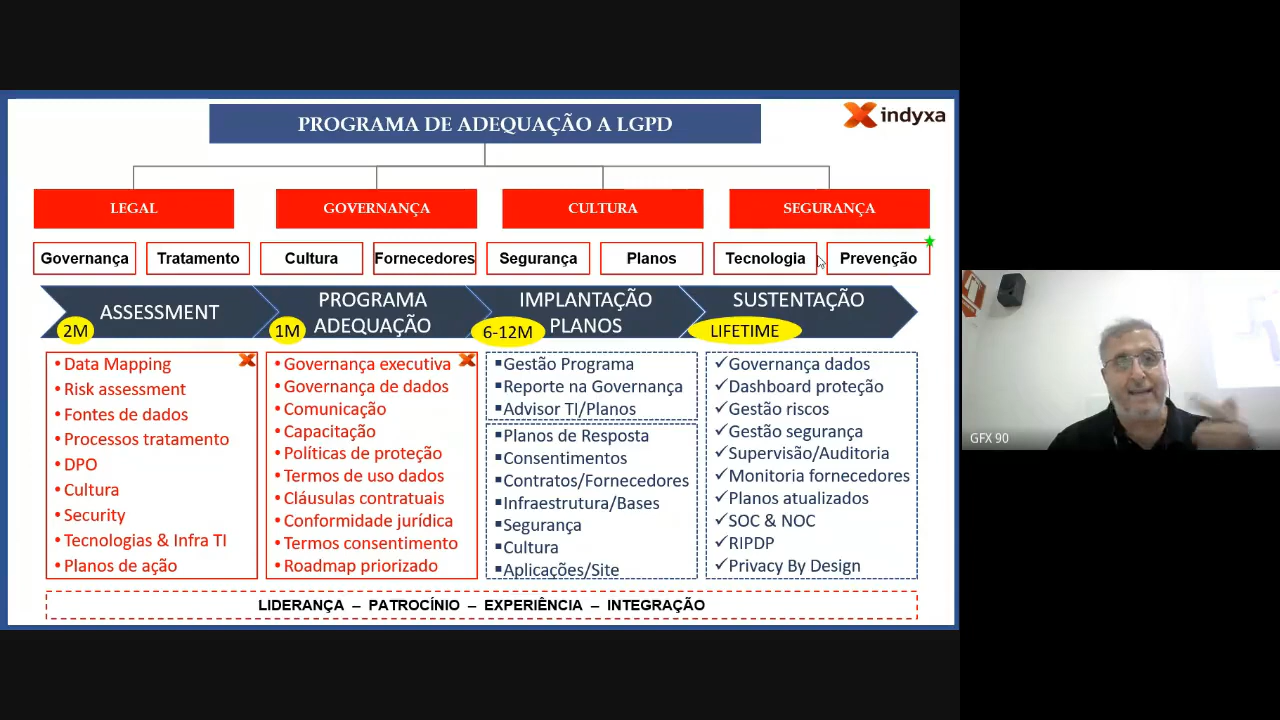 PROGRAMA DE ADEQUAÇÃO A LGPD
indyxa
LEGAL
GOVERNANÇA
CULTURA
SEGURANÇA
Governança
Tratamento
Cultura
Fornecedores
Segurança
Planos
Tecnologia
Prevenção
ASSESSMENT
2M
PROGRAMA
ADEQUAÇÃO
1M
IMPLANTAÇÃO
PLANOS
6-12M
SUSTENTAÇÃO
LIFETIME
• Data Mapping
• Risk assessment
• Fontes de dados
• Processos tratamento
• DPO
• Cultura
• Security
• Tecnologias & Infra TI
• Planos de ação
• Governança executiva
• Governança de dados
• Comunicação
• Capacitação
• Políticas de proteção
• Termos de uso dados
• Cláusulas contratuais
• Conformidade jurídica
• Termos consentimento
• Roadmap priorizado
▪ Gestão Programa
▪ Reporte na Governança
▪ Advisor TI/Planos
▪ Planos de Resposta
▪ Consentimentos
▪ Contratos/Fornecedores
▪ Infraestrutura/Bases
▪ Segurança
▪ Cultura
▪ Aplicações/Site
✓ Governança dados
✓ Dashboard proteção
✓ Gestão riscos
✓ Gestão segurança
✓ Supervisão/Auditoria
✓ Monitoria fornecedores
✓ Planos atualizados
✓ SOC & NOC
✓ RIPDP
✓ Privacy By Design
LIDERANÇA – PATROCÍNIO – EXPERIÊNCIA – INTEGRAÇÃO
GFX 90